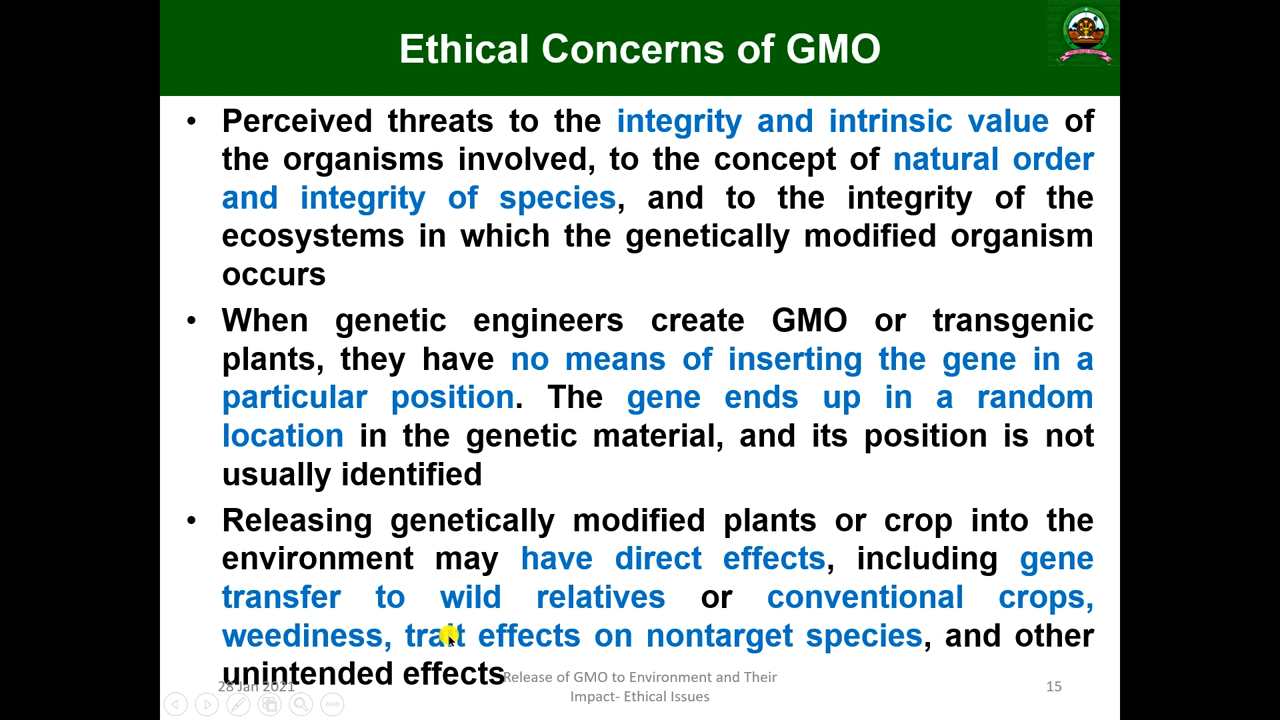 Ethical Concerns of GMO
• Perceived threats to the integrity and intrinsic value of
the organisms involved, to the concept of natural order
and integrity of species, and to the integrity of the
ecosystems in which the genetically modified organism
occurs
• When genetic engineers create GMO or transgenic
plants, they have no means of inserting the gene in a
particular position. The gene ends up in a random
location in the genetic material, and its position is not
usually identified
• Releasing genetically modified plants or crop into the
environment may have direct effects, including gene
transfer to wild relatives or conventional crops,
weediness, trait effects on nontarget species, and other
unintended effects
28 Jan 2021
Release of GMO to Environment and Their
Impact- Ethical Issues
15